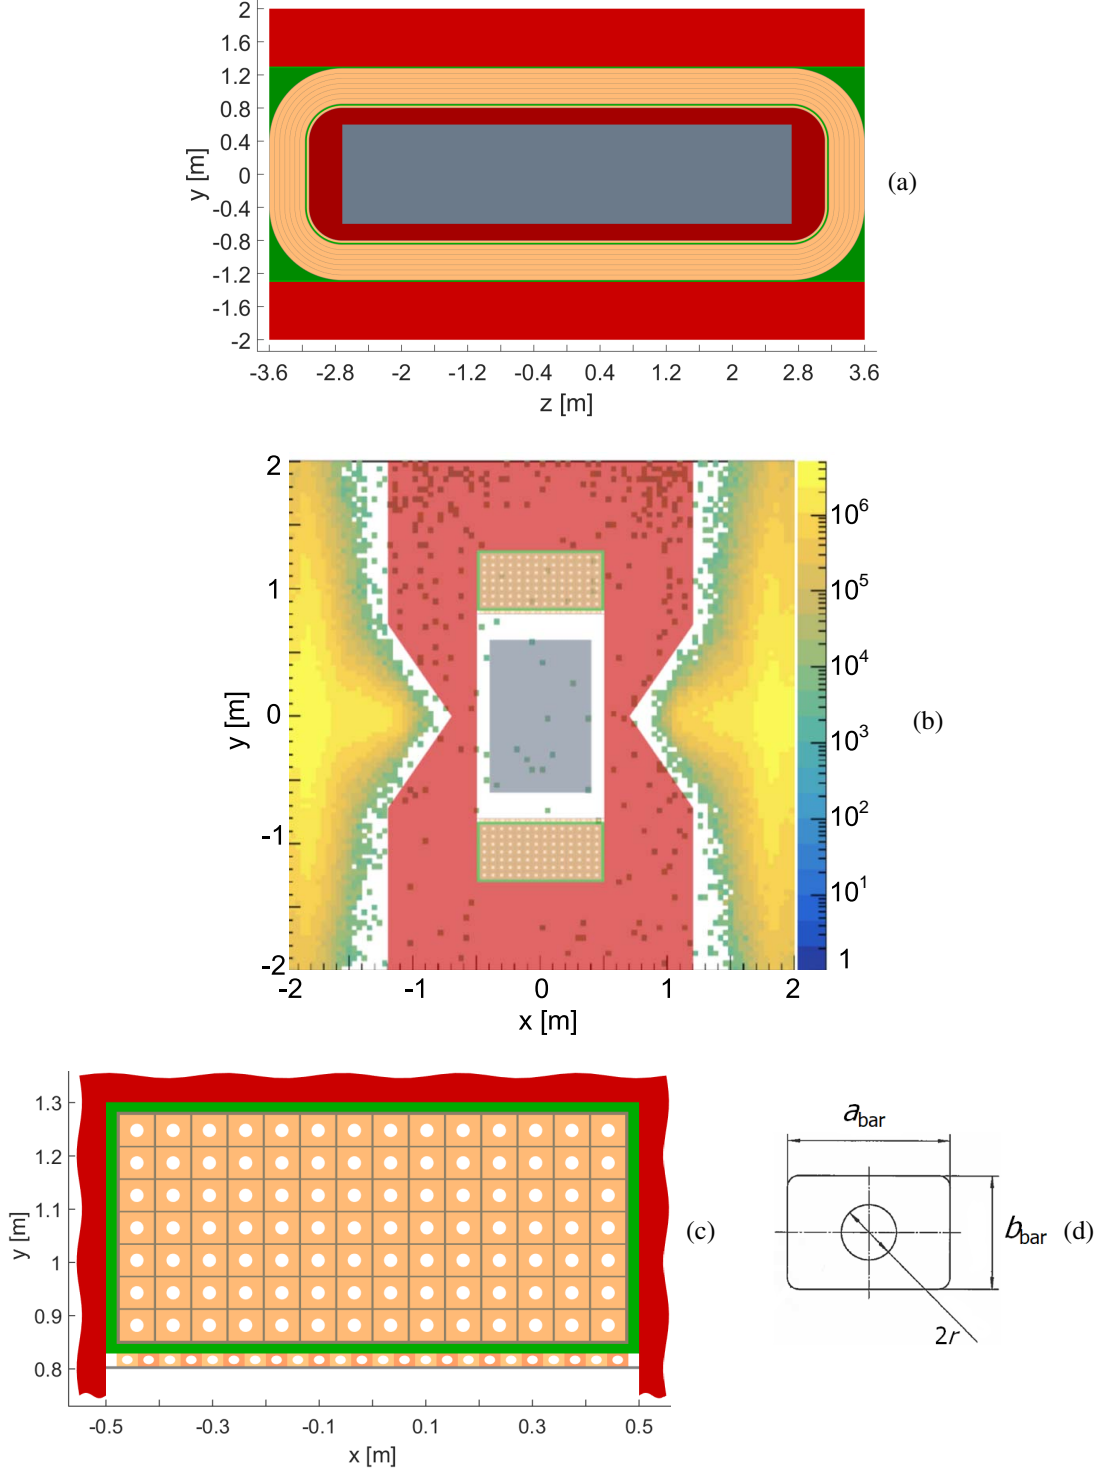 2
1.6
1.2
0.8
0.4
0
-0.4
-0.8
-1.2
-1.6
-2
y [m]
(a)
-3.6 -2.8 -2 -1.2 -0.4 0.4 1.2 2 2.8 3.6
z [m]
2
1
0
-1
-2
y [m]
10^6
10^5
10^4
10^3
10^2
10^1
1
(b)
-2 -1 0 1 2
x [m]
1.3
1.2
1.1
1
0.9
0.8
y [m]
(c)
-0.5 -0.3 -0.1 0.1 0.3 0.5
x [m]
a_bar
b_bar
(d)
2r